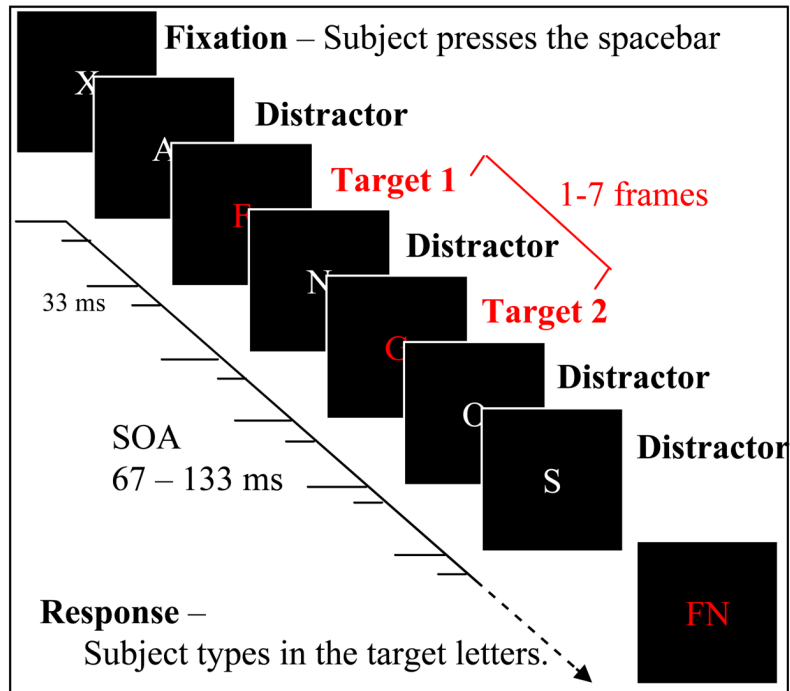 X
Fixation – Subject presses the spacebar
A
Distractor
F
Target 1
1-7 frames
N
Distractor
33 ms
Target 2
Distractor
SOA
67 – 133 ms
Distractor
S
Response –
FN
Subject types in the target letters.